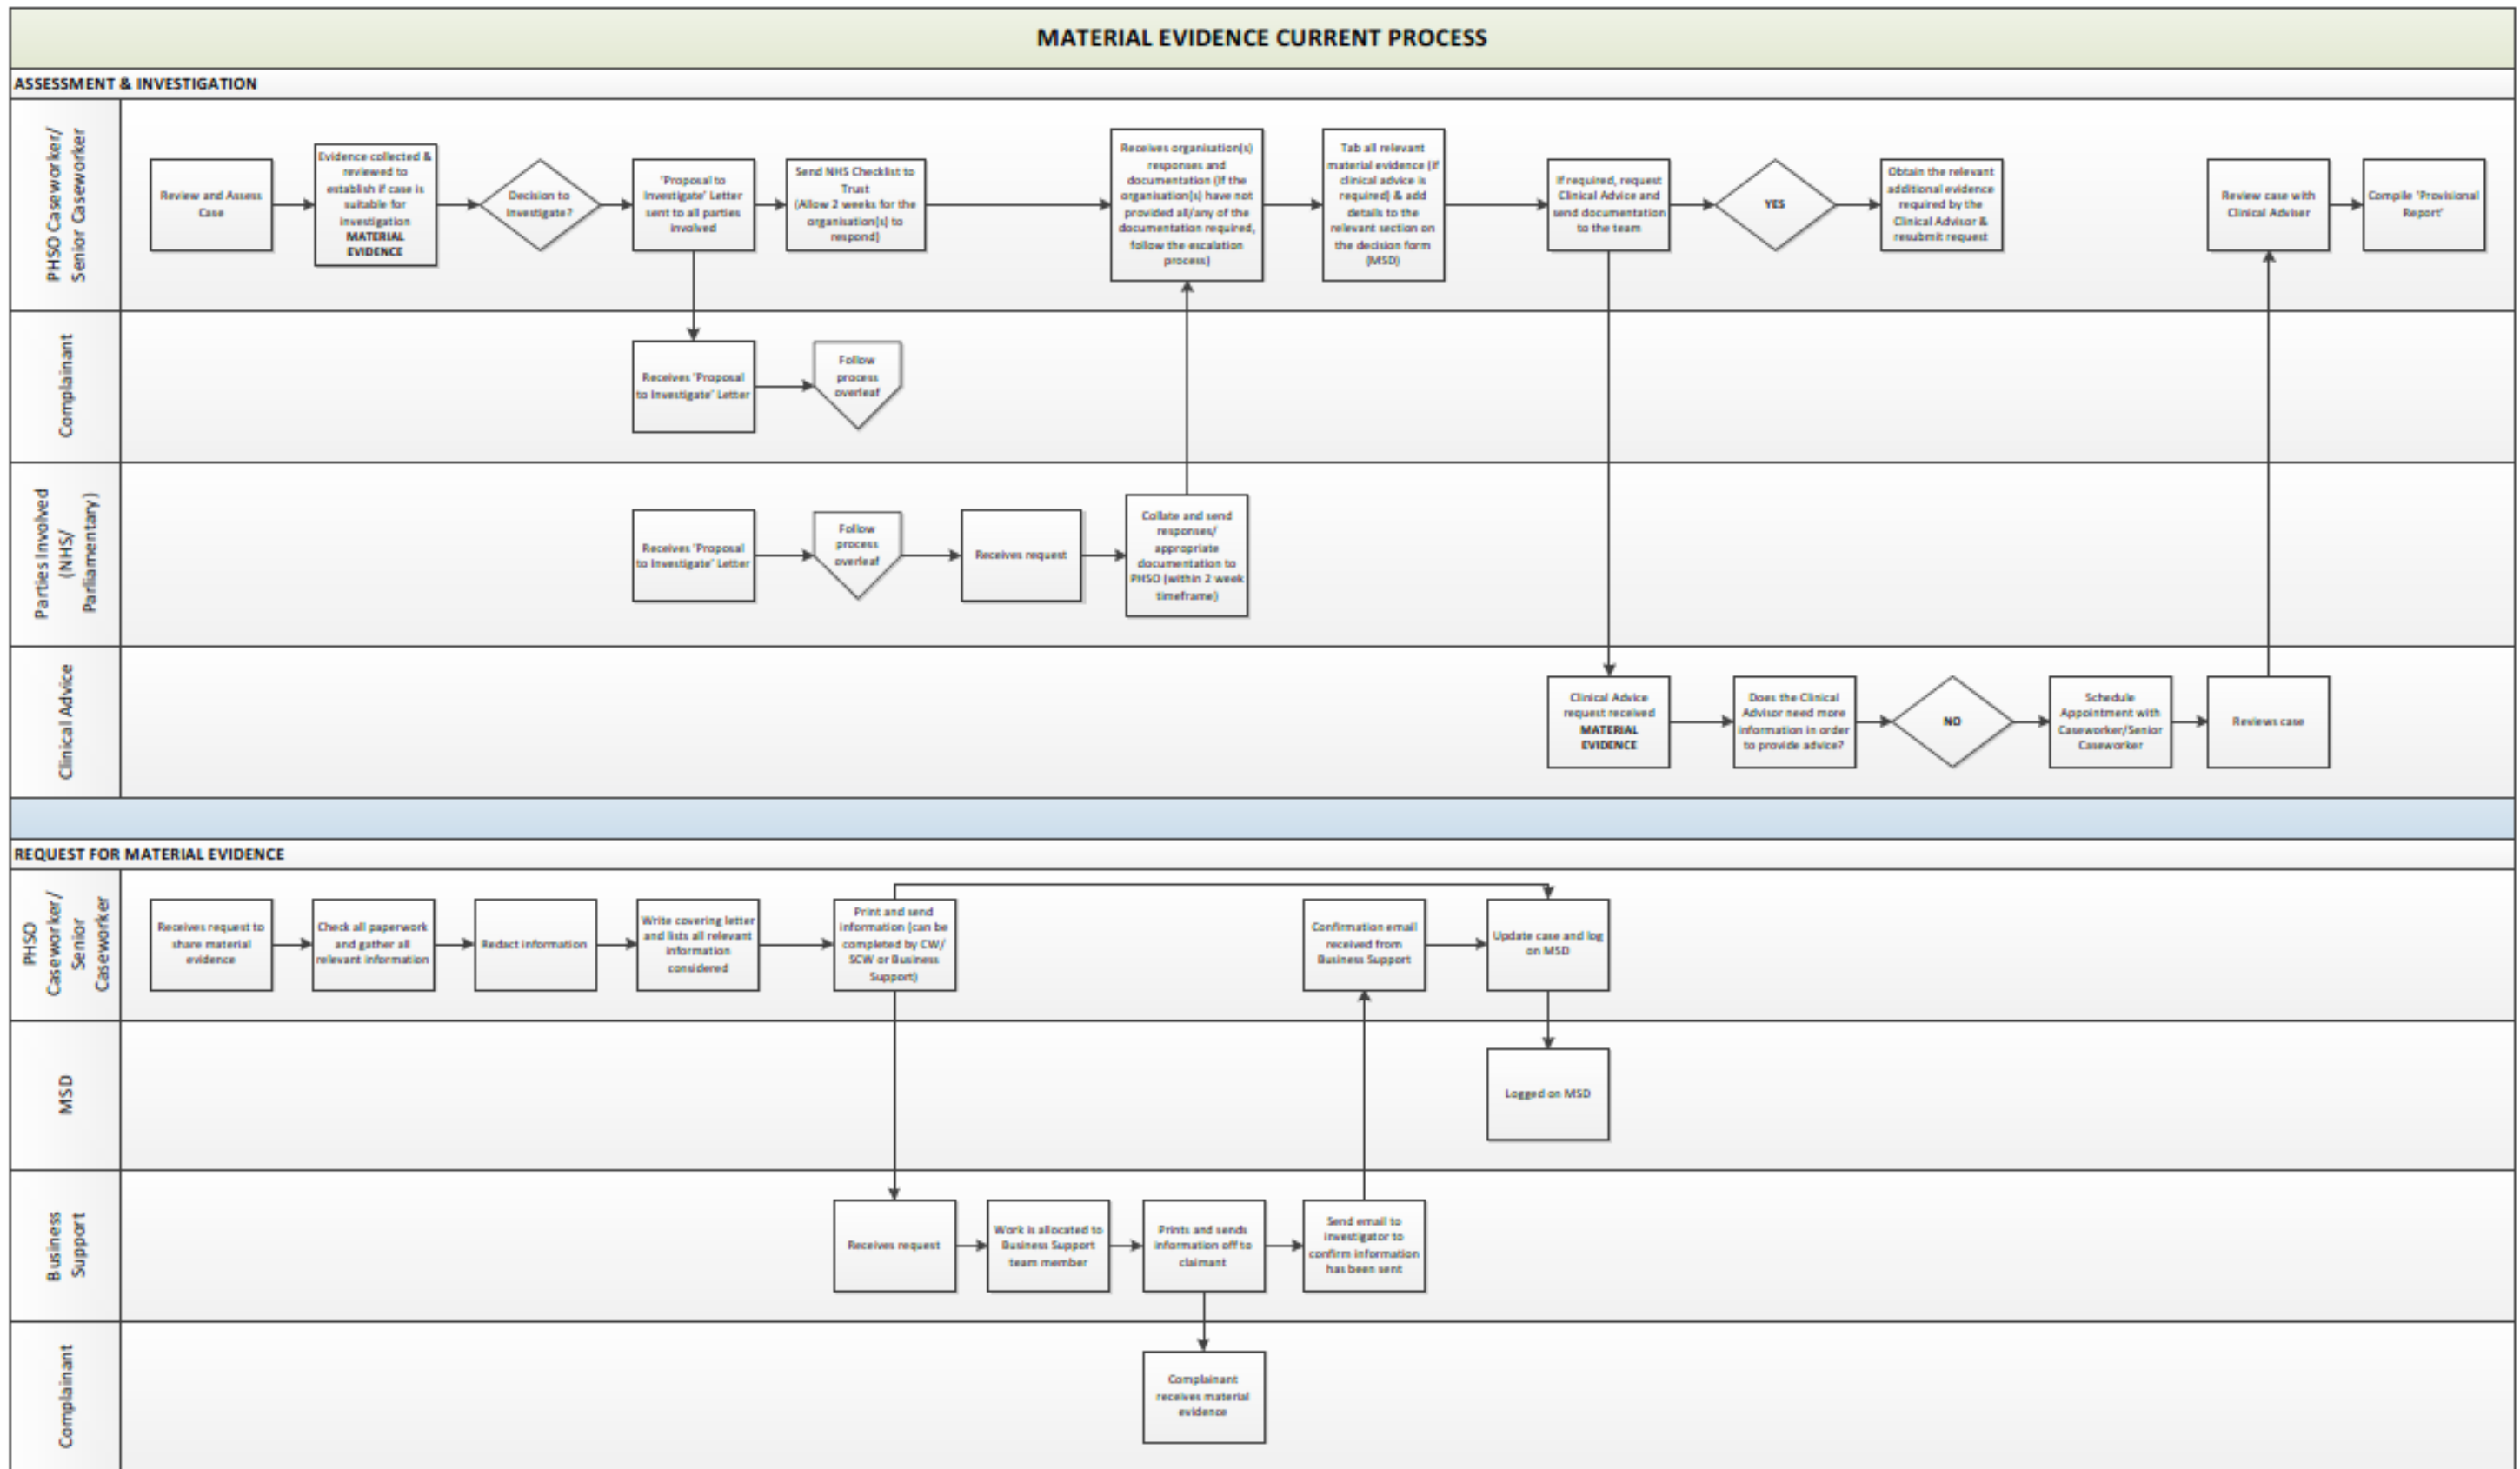 MATERIAL EVIDENCE CURRENT PROCESS
ASSESSMENT & INVESTIGATION
PHSO Caseworker/
Senior Caseworker
Review and Assess
Case
Evidence collected &
reviewed to
establish if case is
suitable for
investigation
MATERIAL
EVIDENCE
Decision to
Investigate?
'Proposal to
Investigate' Letter
sent to all parties
involved
Send NHS Checklist to
Trust
(Allow 2 weeks for the
organisation(s) to
respond)
Receives organisation(s)
responses and
documentation (If the
organisation(s) have not
provided all/any of the
documentation required,
follow the escalation
process)
Tab all relevant
material evidence (if
clinical advice is
required) & add
details to the
relevant section on
the decision form
(MSD)
If required, request
Clinical Advice and
send documentation
to the team
YES
Obtain the relevant
additional evidence
required by the
Clinical Advisor &
resubmit request
Review case with
Clinical Adviser
Compile 'Provisional
Report'
Complainant
Receives 'Proposal
to Investigate' Letter
Follow
process
overleaf
Parties Involved
(NHS/
Parliamentary)
Receives 'Proposal
to Investigate' Letter
Follow
process
overleaf
Receives request
Collate and send
responses/
appropriate
documentation to
PHSO (within 2 week
timeframe)
Clinical Advice
Clinical Advice
request received
MATERIAL
EVIDENCE
Does the Clinical
Advisor need more
information in order
to provide advice?
NO
Schedule
Appointment with
Caseworker/Senior
Caseworker
Reviews case
REQUEST FOR MATERIAL EVIDENCE
PHSO
Caseworker/
Senior
Caseworker
Receives request to
share material
evidence
Check all paperwork
and gather all
relevant information
Redact information
Write covering letter
and lists all relevant
information
considered
Print and send
information (can be
completed by CW/
SCW or Business
Support)
Confirmation email
received from
Business Support
Update case and log
on MSD
MSD
Logged on MSD
Business
Support
Receives request
Work is allocated to
Business Support
team member
Prints and sends
information off to
claimant
Send email to
investigator to
confirm information
has been sent
Complainant
Complainant
receives material
evidence